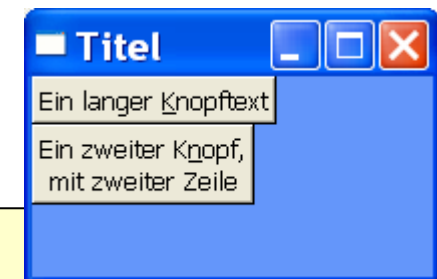 Titel
Ein langer Knopftext
Ein zweiter Knopf,
mit zweiter Zeile